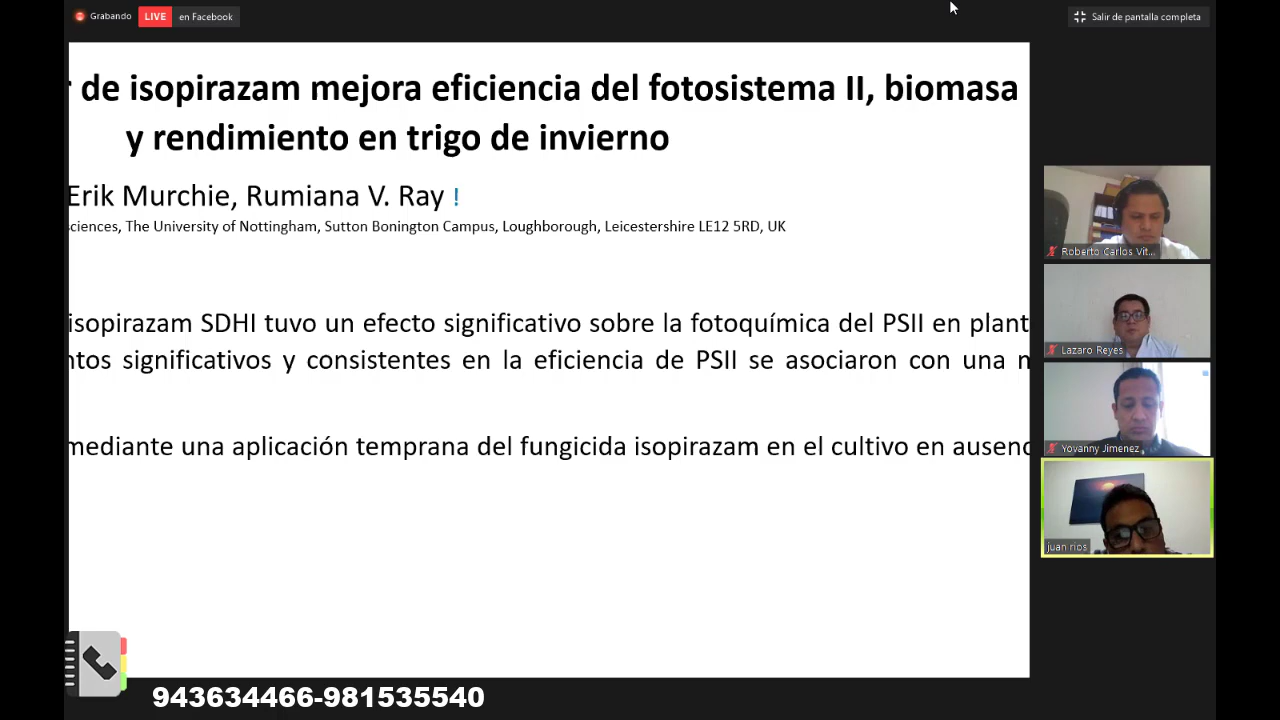 Grabando LIVE en Facebook
Salir de pantalla completa
de isopirazam mejora eficiencia del fotosistema II, biomasa
y rendimiento en trigo de invierno
Erik Murchie, Rumiana V. Ray !
ciences, The University of Nottingham, Sutton Bonington Campus, Loughborough, Leicestershire LE12 5RD, UK
isopirazam SDHI tuvo un efecto significativo sobre la fotoquímica del PSII en plant
ntos significativos y consistentes en la eficiencia de PSII se asociaron con una
mediante una aplicación temprana del fungicida isopirazam en el cultivo en ausenc
Roberto Carlos Vit...
Lazaro Reyes
Yovanny Jimenez
juan rios
943634466-981535540